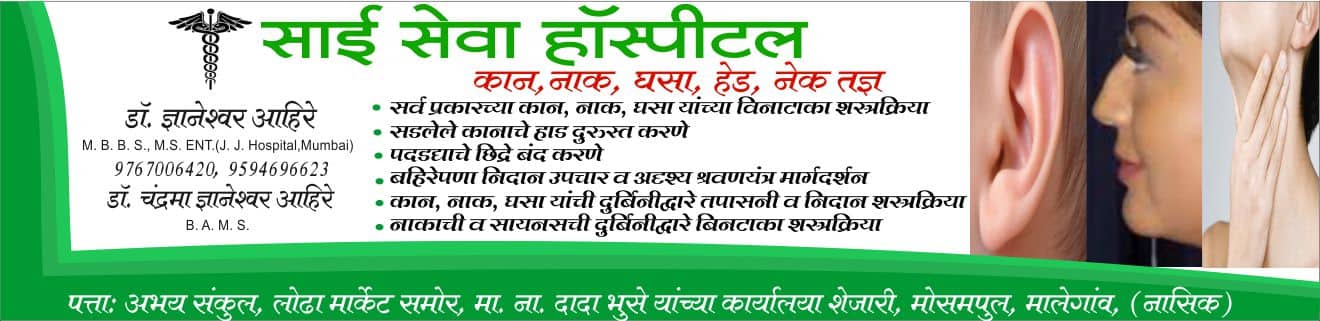 साई सेवा हॉस्पीटल
कान, नाक, घसा, हेड, नेक तज्ञ
डॉ. ज्ञानेश्वर आहिरे
M. B. B. S., M.S. ENT.(J. J. Hospital,Mumbai)
9767006420, 9594696623
डॉ. चंद्रमा ज्ञानेश्वर आहिरे
B. A. M. S.
• सर्व प्रकारच्या कान, नाक, घसा यांच्या विनाटाका शस्त्रक्रिया
• सडलेले कानाचे हाड दुरुस्त करणे
• पदडद्याचे छिद्रे बंद करणे
• बहिरेपणा निदान उपचार व अदृश्य श्रवणयंत्र मार्गदर्शन
• कान, नाक, घसा यांची दुर्बिनीद्वारे तपासनी व निदान शस्त्रक्रिया
• नाकाची व सायनसची दुर्बिनीद्वारे बिनटाका शस्त्रक्रिया
पत्ता: अभय संकुल, लोढा मार्केट समोर, मा. ना. दादा भुसे यांच्या कार्यालया शेजारी, मोसमपुल, मालेगांव, (नासिक)